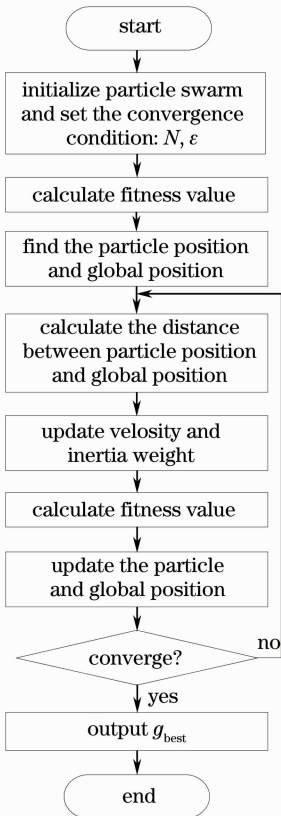 start
initialize particle swarm
and set the convergence
condition: N, ε
calculate fitness value
find the particle position
and global position
calculate the distance
between particle position
and global position
update velosity and
inertia weight
calculate fitness value
update the particle
and global position
converge?
no
yes
output g_best
end